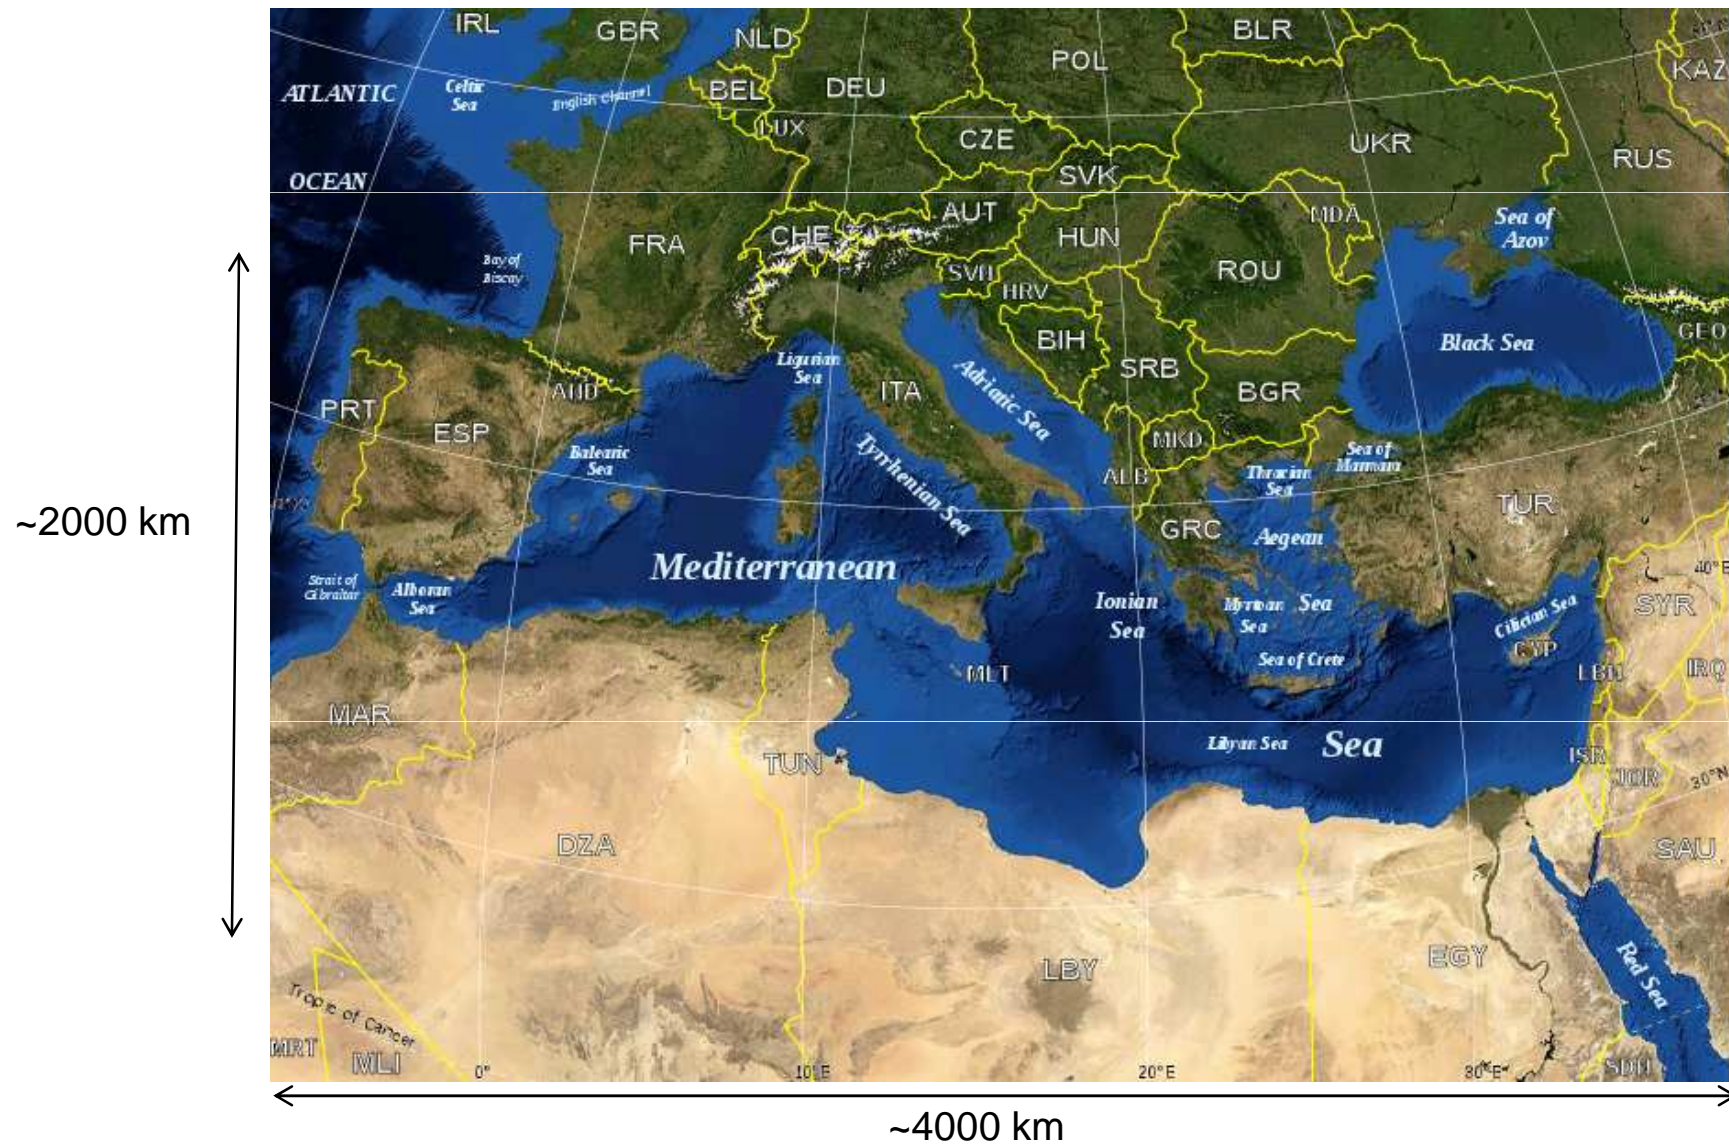 IRL
GBR
NLD
BLR
POL
KAZ
ATLANTIC
Celtic
Sea
English Channel
BEL
DEU
LUX
CZE
UKR
RUS
OCEAN
SVK
AUT
MDA
Sea of
Azov
FRA
CHE
HUN
Bay of
Biscay
SVN
HRV
ROU
BIH
Black Sea
GEO
Ligurian
Sea
SRB
AND
ITA
Adriatic Sea
BGR
PRT
ESP
MKD
Balearic
Sea
Tyrrhenian Sea
ALB
Thracian
Sea
Sea of
Marmara
TUR
~2000 km
GRC
Aegean
Sea
Mediterranean
Sea
40°E
Strait of
Gibraltar
Alboran
Sea
Ionian
Sea
Myrtoan
Sea
Cilician Sea
SYR
CYP
Sea of Crete
MLT
LBN
IRQ
MAR
Libyan Sea
TUN
ISR
JOR
30°N
DZA
SAU
LBY
EGY
Red Sea
Tropic of Cancer
MRT
MLI
0°
10°E
20°E
30°E
SDN
~4000 km